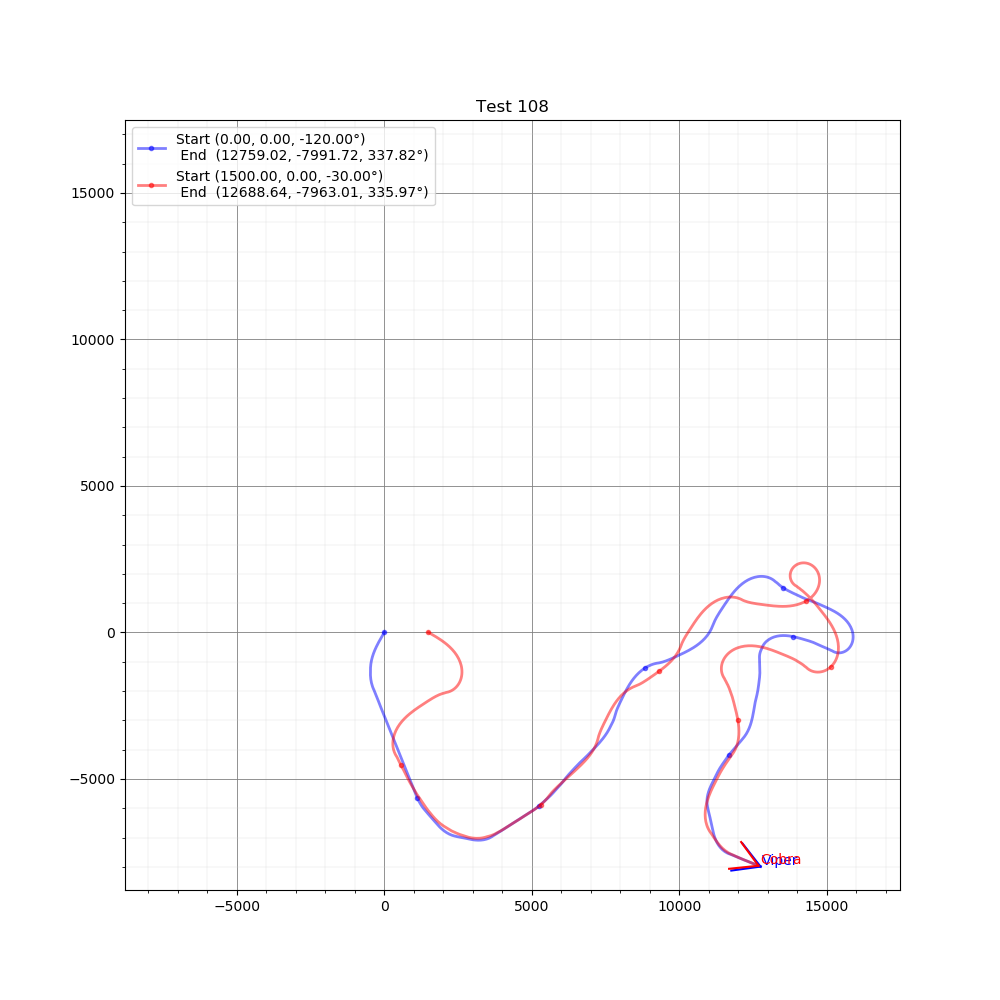 Test 108
Start (0.00, 0.00, -120.00°)
End (12759.02, -7991.72, 337.82°)
Start (1500.00, 0.00, -30.00°)
End (12688.64, -7963.01, 335.97°)
15000
10000
5000
0
−5000
Cobra
Viper
−5000
0
5000
10000
15000